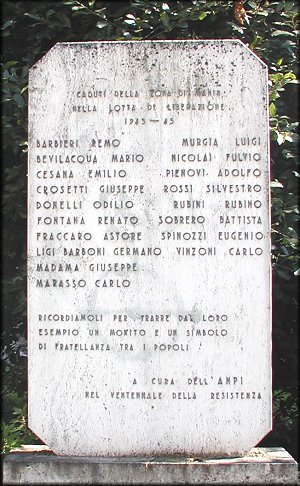 CADUTI DELLA ZONA DI MARIN
NELLA LOTTA DI LIBERAZIONE
1943 — 45
BARBIERI REMO MURGIA LUIGI
BEVILACQUA MARIO NICOLAI FULVIO
CESANA EMILIO PIENOVI ADOLFO
CROSETTI GIUSEPPE ROSSI SILVESTRO
DONELLI ODILIO RUBINI RUBINO
FONTANA RENATO SOBRERO BATTISTA
FRACCARO ASTORE SPINOZZI EUGENIO
LIGI BARBONI GERMANO VINZONI CARLO
MADAMA GIUSEPPE
MARASSO CARLO
RICORDIAMOLI PER TRARRE DAL LORO
ESEMPIO UN MONITO E UN SIMBOLO
DI FRATELLANZA TRA I POPOLI
A CURA DELL'ANPI
NEL VENTENNALE DELLA RESISTENZA